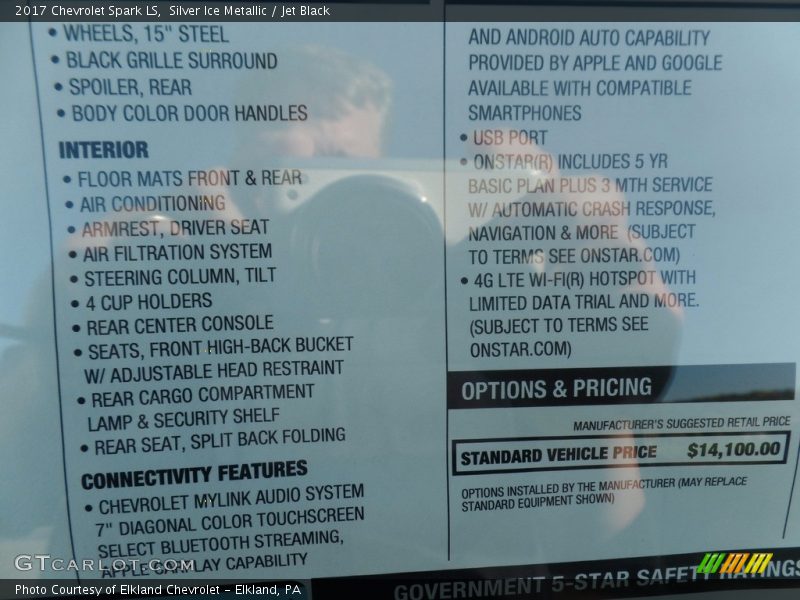 2017 Chevrolet Spark LS,  Silver Ice Metallic / Jet Black
• WHEELS, 15" STEEL
• BLACK GRILLE SURROUND
• SPOILER, REAR
• BODY COLOR DOOR HANDLES
INTERIOR
• FLOOR MATS FRONT & REAR
• AIR CONDITIONING
• ARMREST, DRIVER SEAT
• AIR FILTRATION SYSTEM
• STEERING COLUMN, TILT
• 4 CUP HOLDERS
• REAR CENTER CONSOLE
• SEATS, FRONT HIGH-BACK BUCKET
W/ ADJUSTABLE HEAD RESTRAINT
• REAR CARGO COMPARTMENT
LAMP & SECURITY SHELF
• REAR SEAT, SPLIT BACK FOLDING
CONNECTIVITY FEATURES
• CHEVROLET MYLINK AUDIO SYSTEM
7" DIAGONAL COLOR TOUCHSCREEN
SELECT BLUETOOTH STREAMING,
APPLE CARPLAY CAPABILITY
AND ANDROID AUTO CAPABILITY
PROVIDED BY APPLE AND GOOGLE
AVAILABLE WITH COMPATIBLE
SMARTPHONES
• USB PORT
• ONSTAR(R) INCLUDES 5 YR
BASIC PLAN PLUS 3 MTH SERVICE
W/ AUTOMATIC CRASH RESPONSE,
NAVIGATION & MORE (SUBJECT
TO TERMS SEE ONSTAR.COM)
• 4G LTE WI-FI(R) HOTSPOT WITH
LIMITED DATA TRIAL AND MORE.
(SUBJECT TO TERMS SEE
ONSTAR.COM)
OPTIONS & PRICING
MANUFACTURER'S SUGGESTED RETAIL PRICE
STANDARD VEHICLE PRICE $14,100.00
OPTIONS INSTALLED BY THE MANUFACTURER (MAY REPLACE
STANDARD EQUIPMENT SHOWN)
GOVERNMENT 5-STAR SAFETY RATINGS
GTcarlot.com
Photo Courtesy of Elkland Chevrolet - Elkland, PA